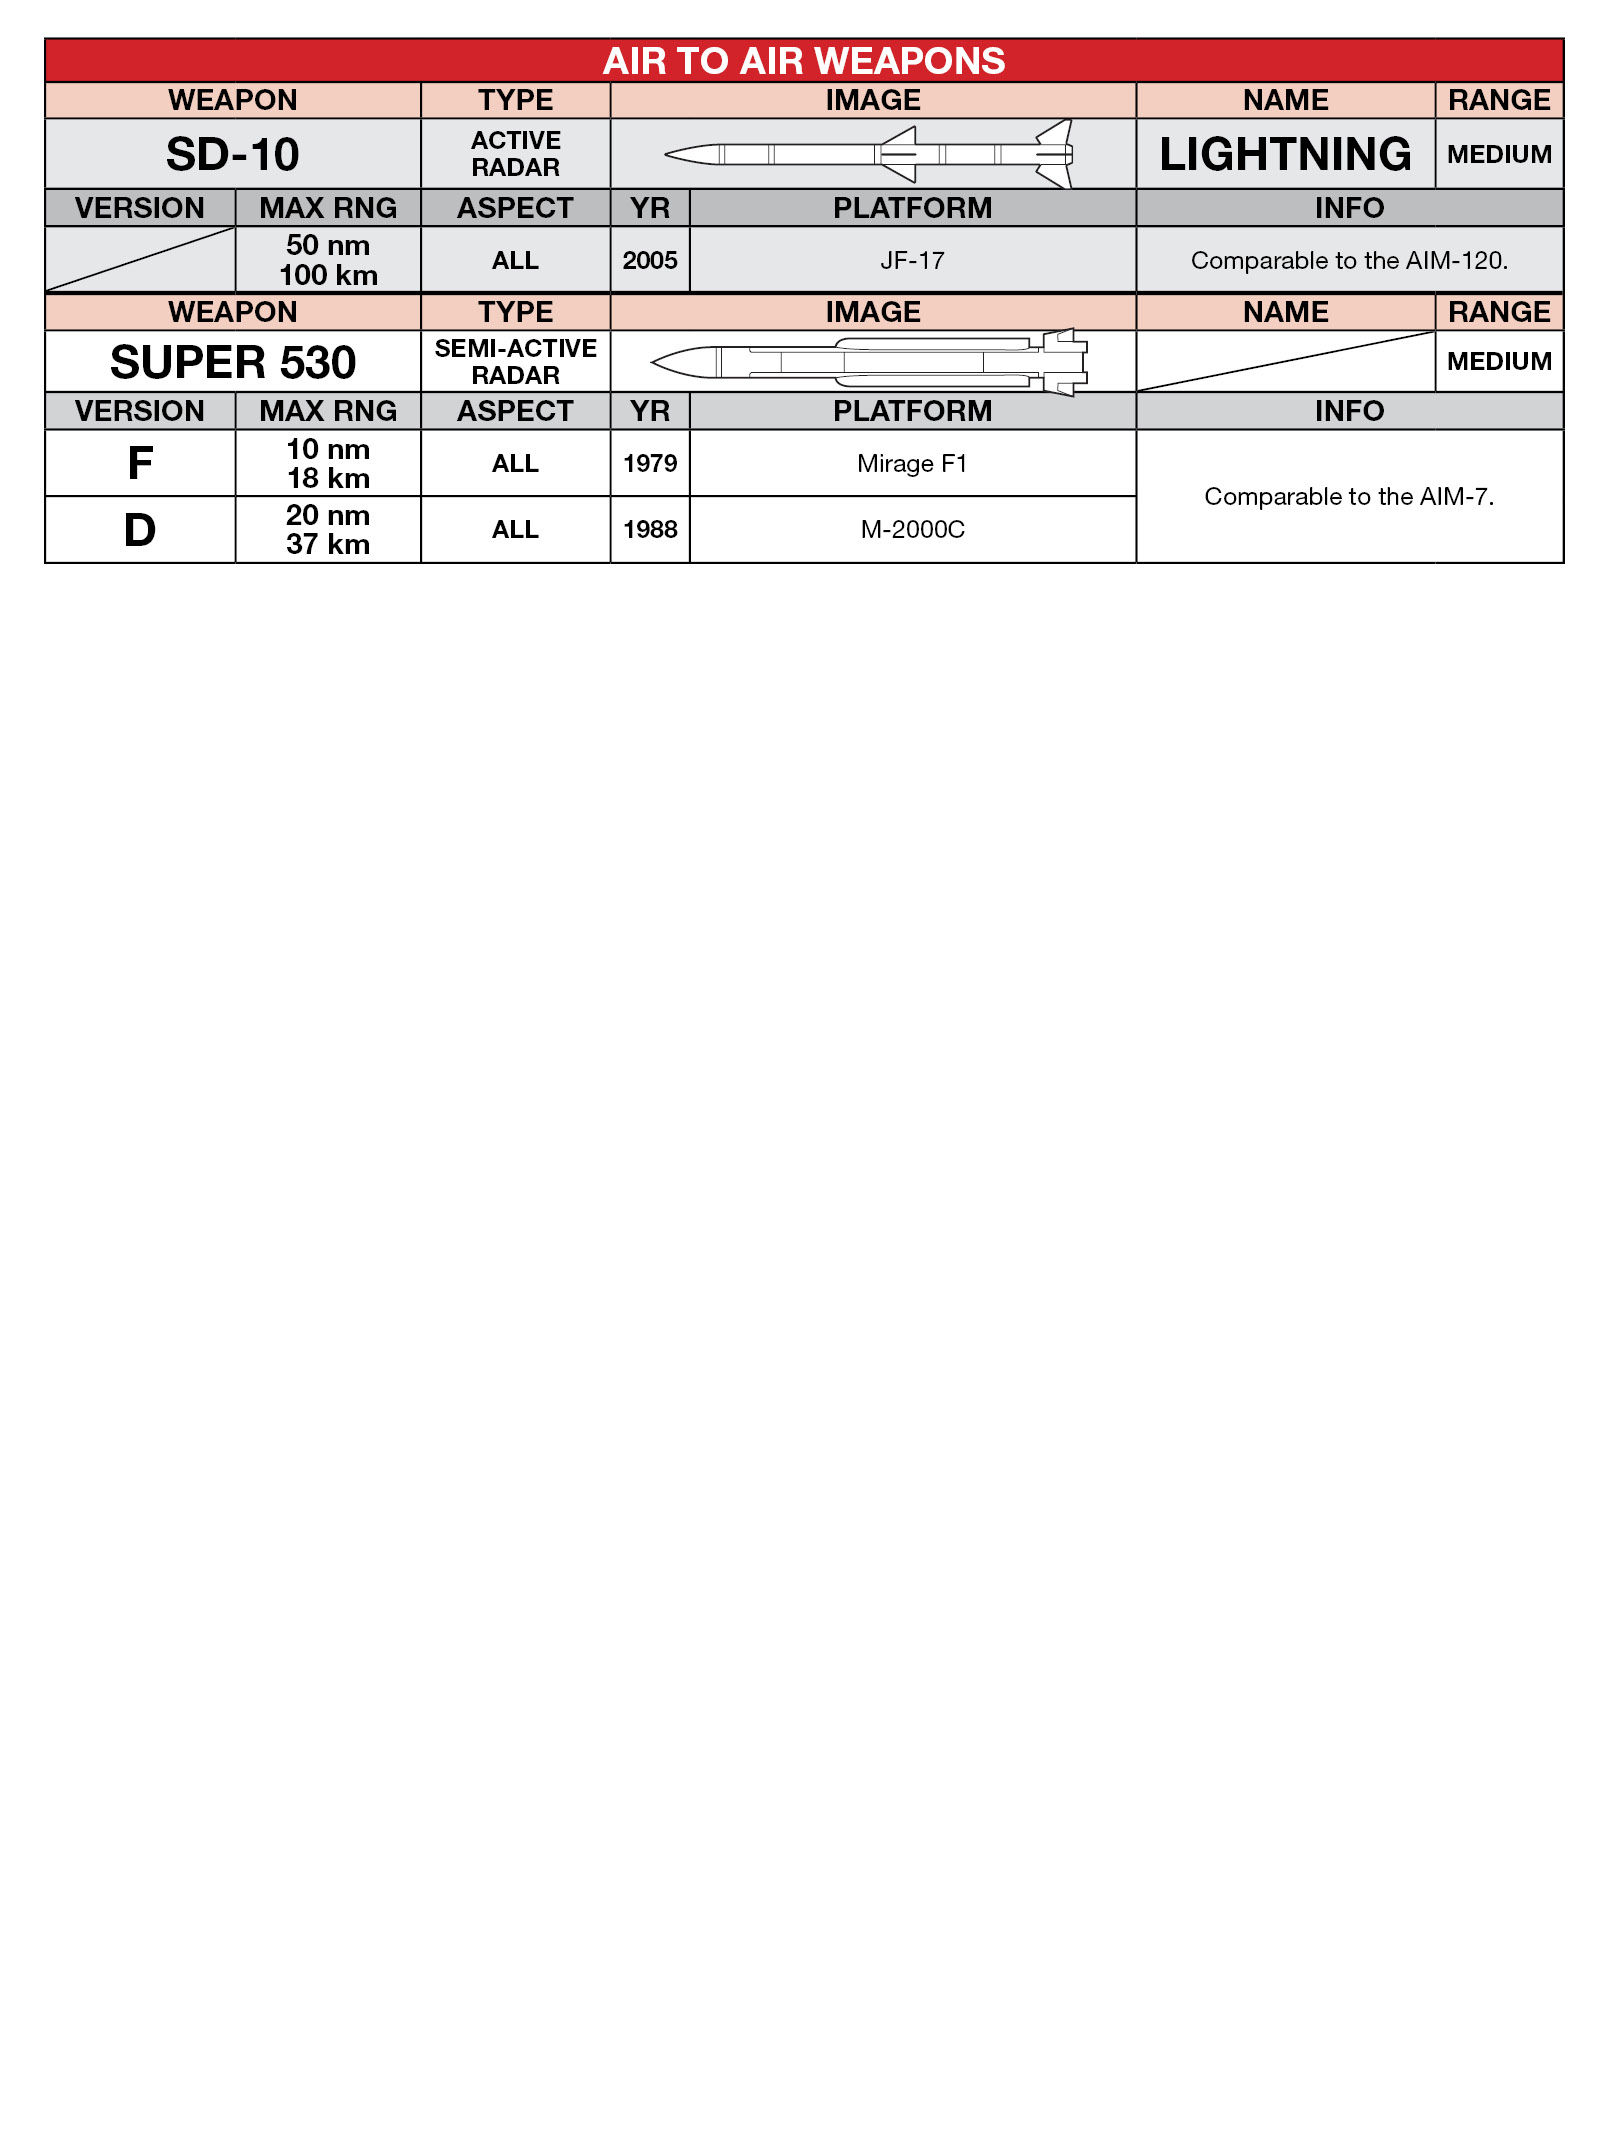 AIR TO AIR WEAPONS
WEAPON TYPE IMAGE NAME RANGE
SD-10 ACTIVE RADAR LIGHTNING MEDIUM
VERSION MAX RNG ASPECT YR PLATFORM INFO
50 nm
100 km ALL 2005 JF-17 Comparable to the AIM-120.
WEAPON TYPE IMAGE NAME RANGE
SUPER 530 SEMI-ACTIVE RADAR MEDIUM
VERSION MAX RNG ASPECT YR PLATFORM INFO
F 10 nm
18 km ALL 1979 Mirage F1
Comparable to the AIM-7.
D 20 nm
37 km ALL 1988 M-2000C